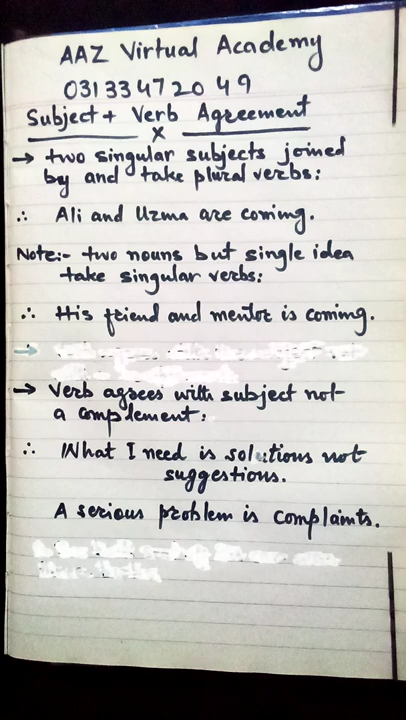 AAZ Virtual Academy
03133472049
Subject + Verb Agreement
x
→ two singular subjects joined
by and take plural verbs:
∴ Ali and Uzma are coming.
Note:- two nouns but single idea
take singular verbs:
∴ His friend and mentor is coming.
→ Verb agrees with subject not
a complement:
∴ What I need is solutions not
suggestions.
A serious problem is complaints.